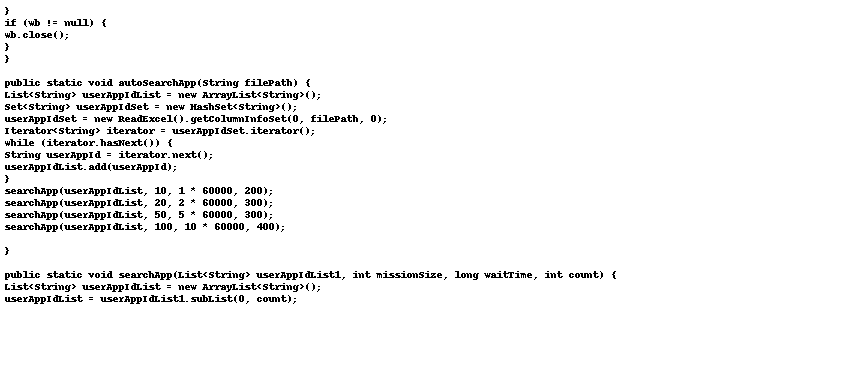 }
if (wb != null) {
wb.close();
}
}

public static void autoSearchApp(String filePath) {
List<String> userAppIdList = new ArrayList<String>();
Set<String> userAppIdSet = new HashSet<String>();
userAppIdSet = new ReadExcel().getColumnInfoSet(0, filePath, 0);
Iterator<String> iterator = userAppIdSet.iterator();
while (iterator.hasNext()) {
String userAppId = iterator.next();
userAppIdList.add(userAppId);
}
searchApp(userAppIdList, 10, 1 * 60000, 200);
searchApp(userAppIdList, 20, 2 * 60000, 300);
searchApp(userAppIdList, 50, 5 * 60000, 300);
searchApp(userAppIdList, 100, 10 * 60000, 400);

}

public static void searchApp(List<String> userAppIdList1, int missionSize, long waitTime, int count) {
List<String> userAppIdList = new ArrayList<String>();
userAppIdList = userAppIdList1.subList(0, count);